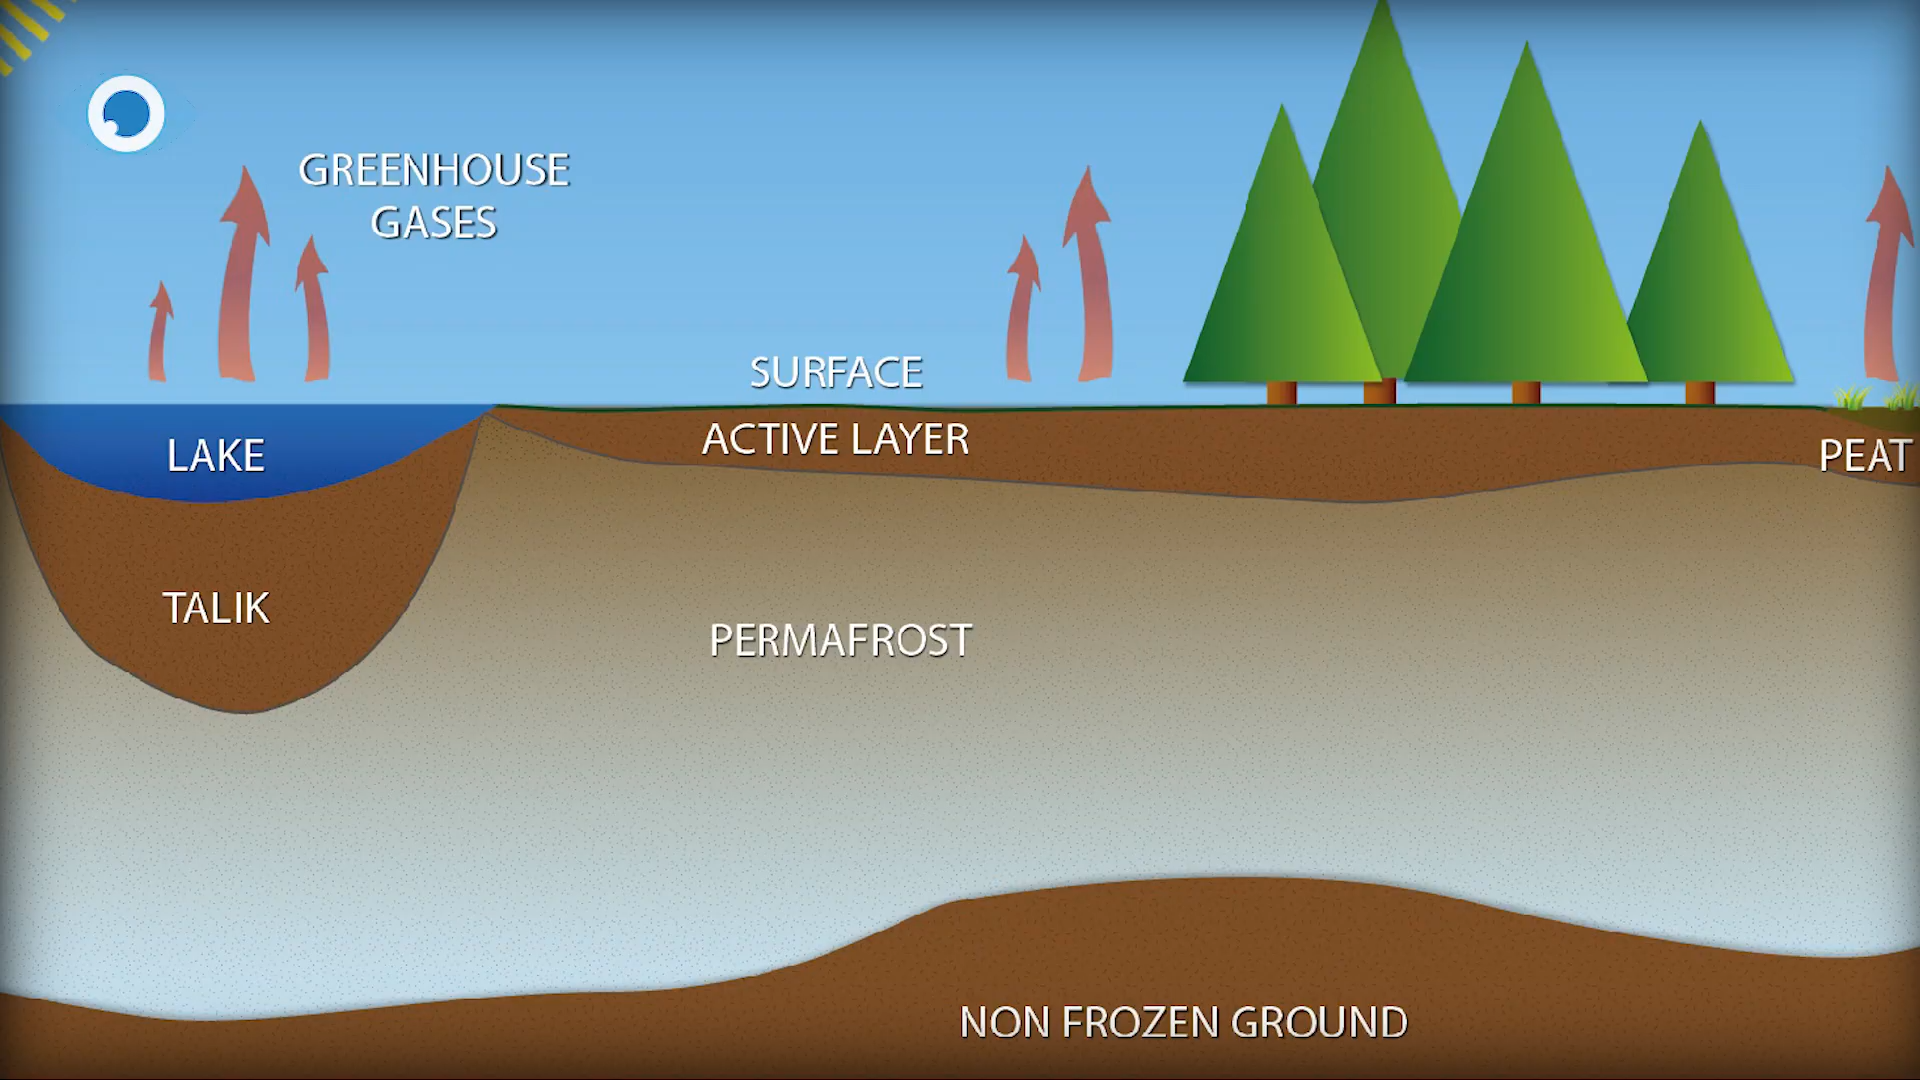 GREENHOUSE
GASES
SURFACE
ACTIVE LAYER
LAKE
PEAT
TALIK
PERMAFROST
NON FROZEN GROUND